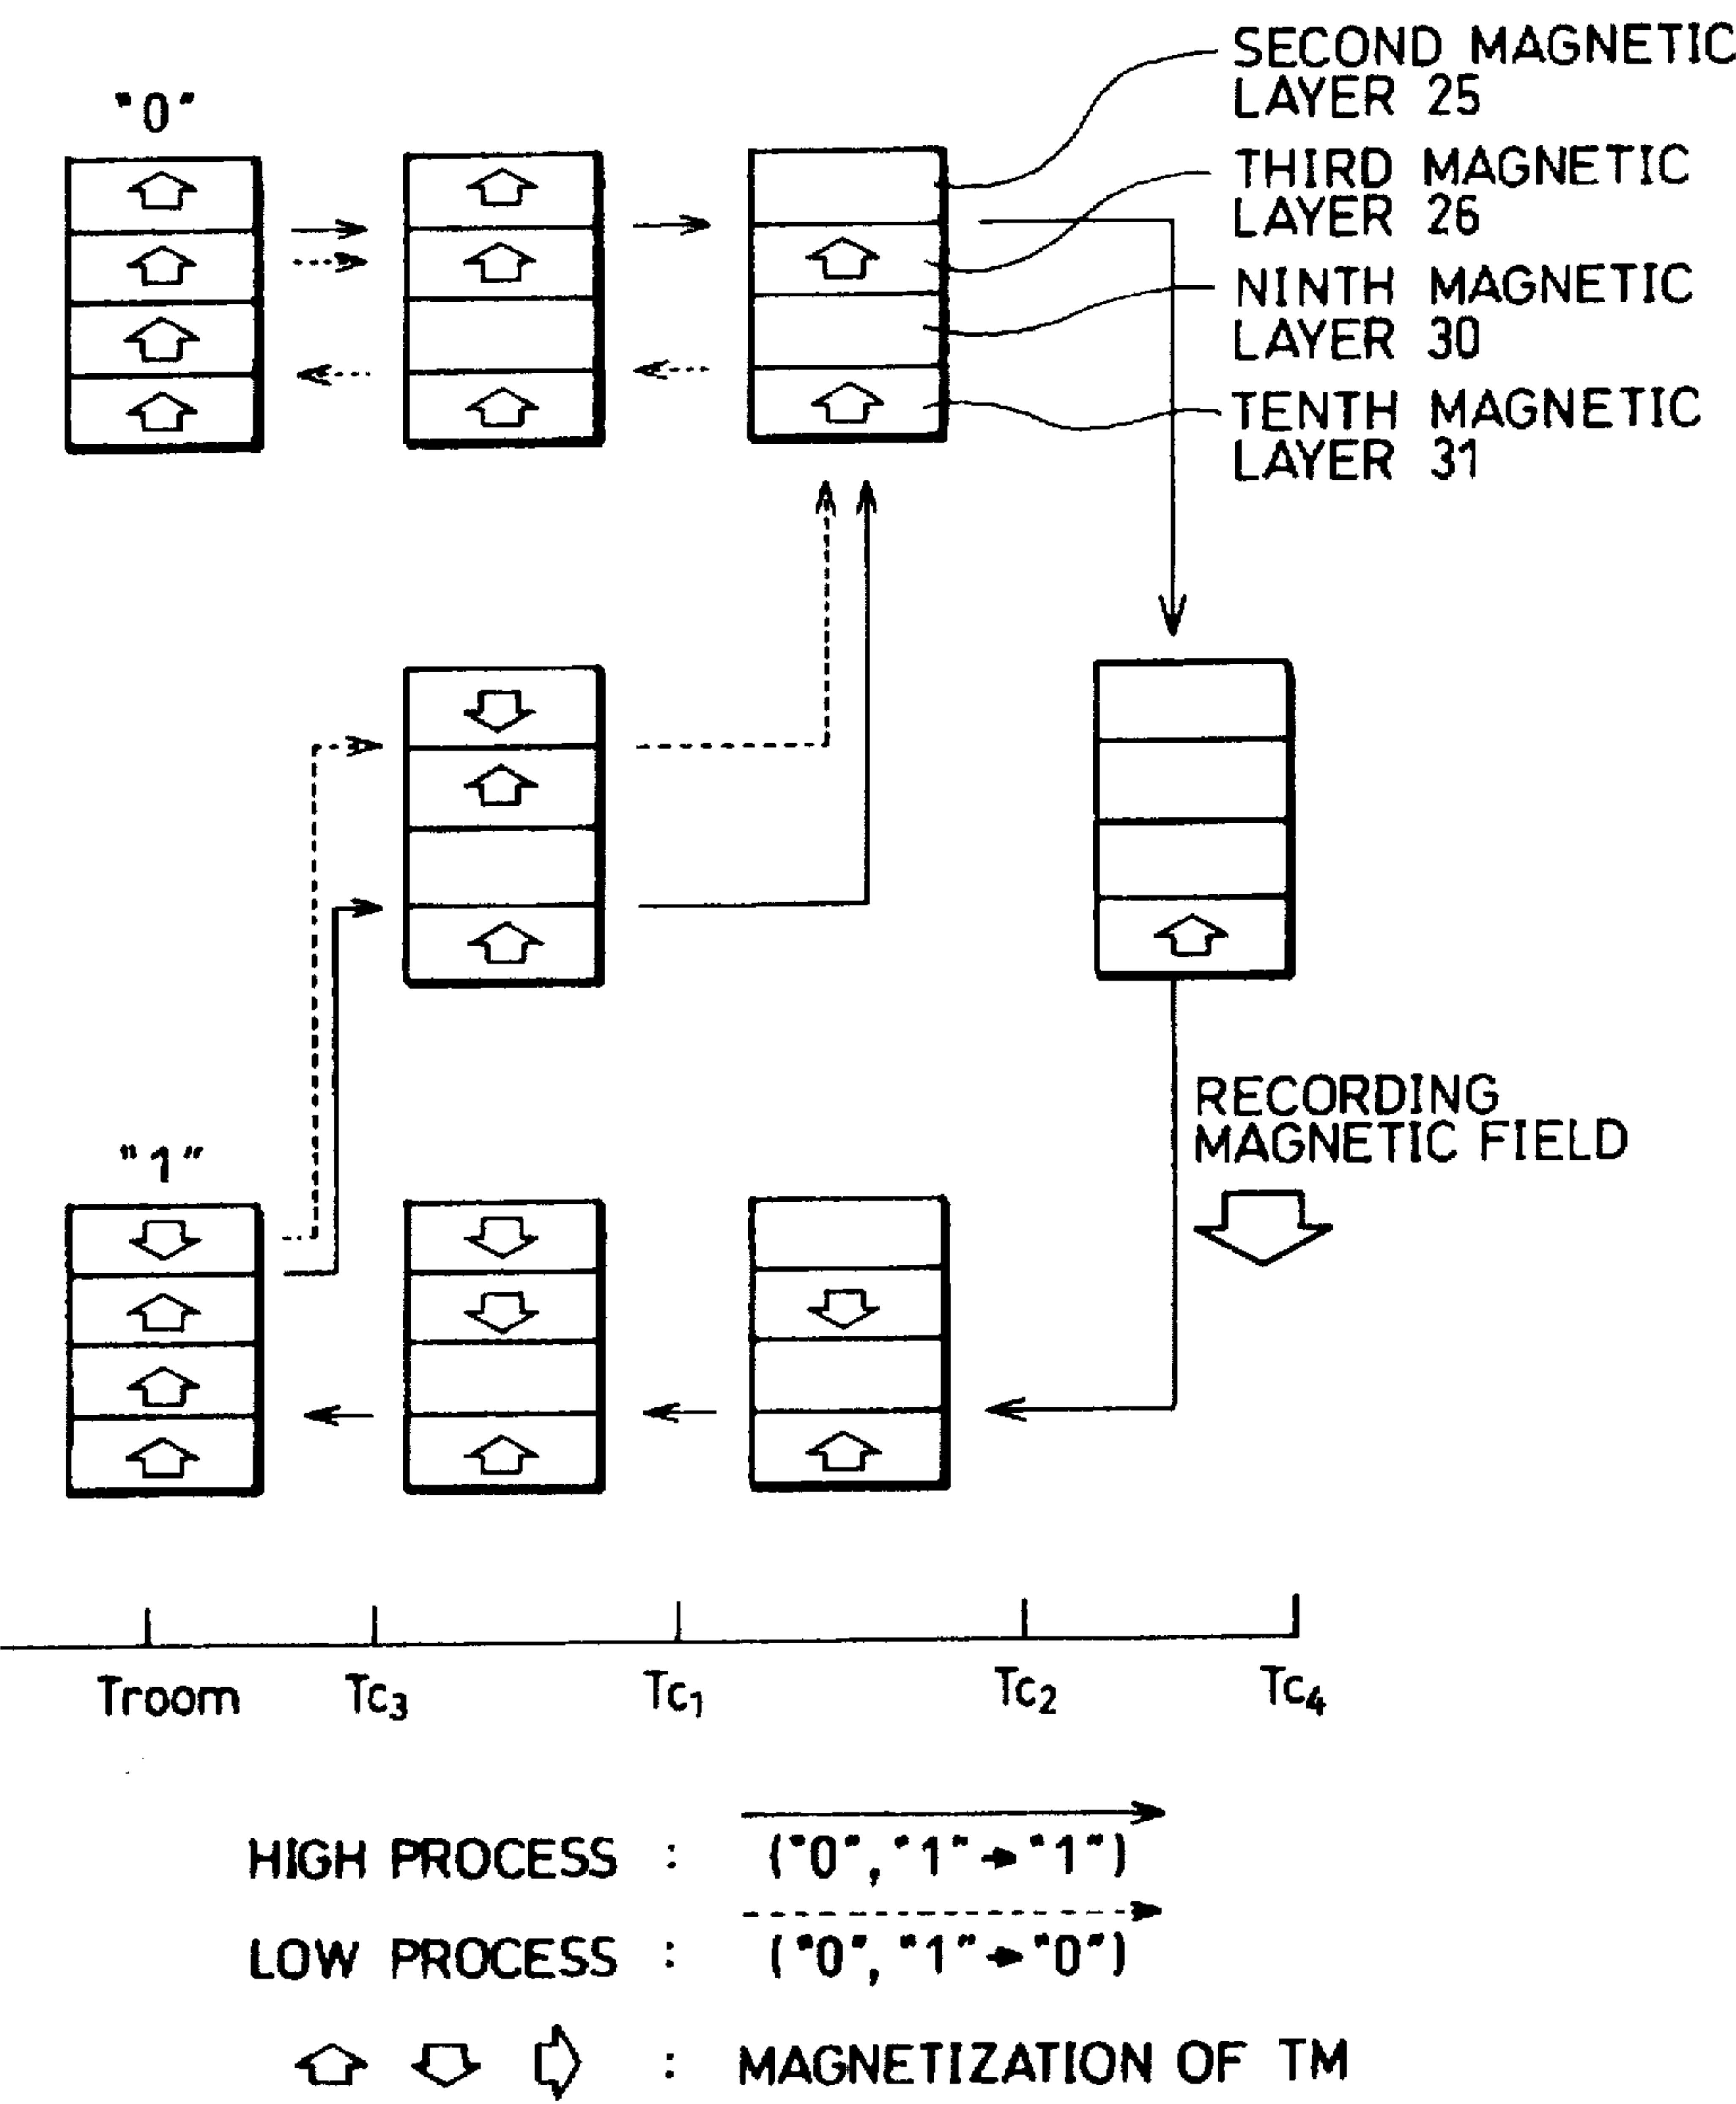 SECOND MAGNETIC
LAYER 25
"0"
THIRD MAGNETIC
LAYER 26
NINTH MAGNETIC
LAYER 30
TENTH MAGNETIC
LAYER 31
RECORDING
MAGNETIC FIELD
"1"
Troom Tc3 Tc1 Tc2 Tc4
HIGH PROCESS : ("0", "1" → "1")
LOW PROCESS : ("0", "1" → "0")
: MAGNETIZATION OF TM